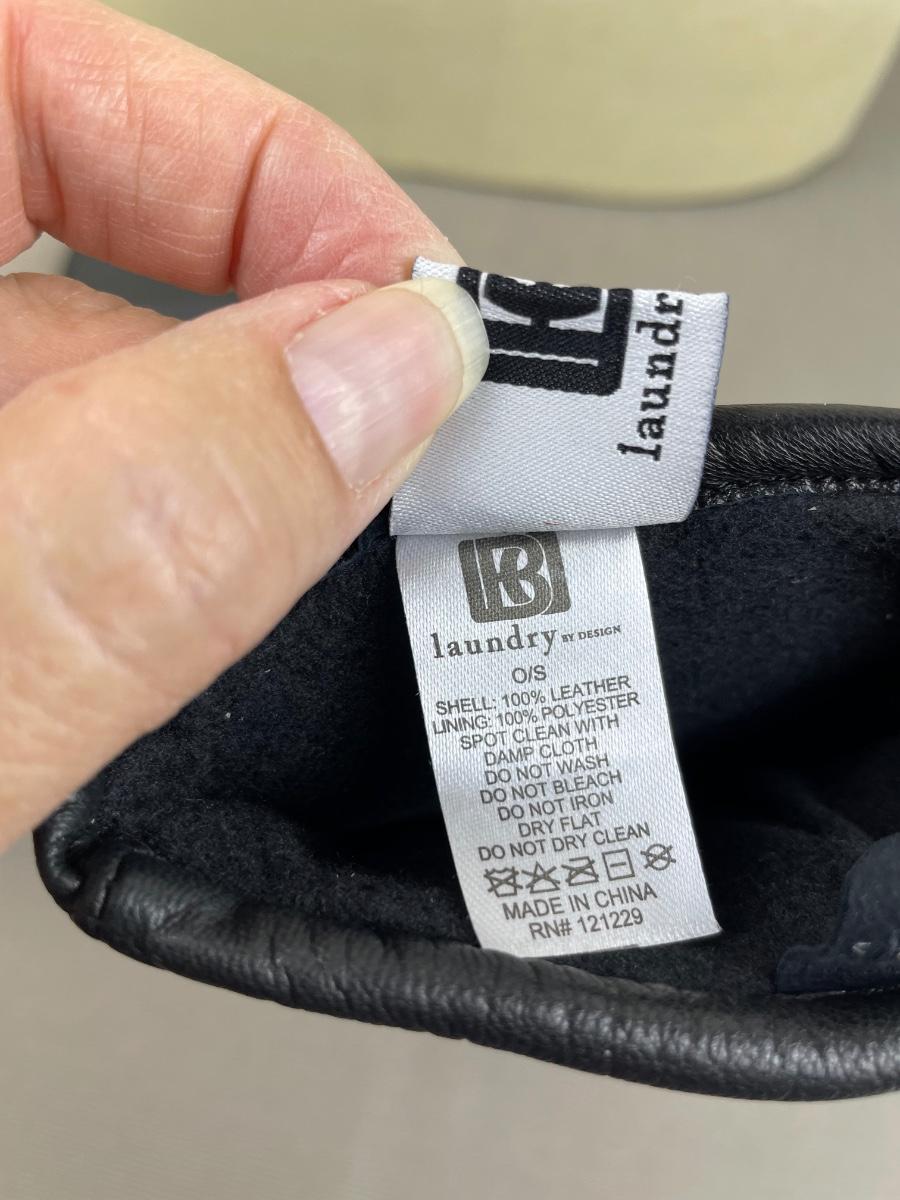 laundr
laundry BY DESIGN
O/S
SHELL: 100% LEATHER
LINING: 100% POLYESTER
SPOT CLEAN WITH
DAMP CLOTH
DO NOT WASH
DO NOT BLEACH
DO NOT IRON
DRY FLAT
DO NOT DRY CLEAN
MADE IN CHINA
RN# 121229